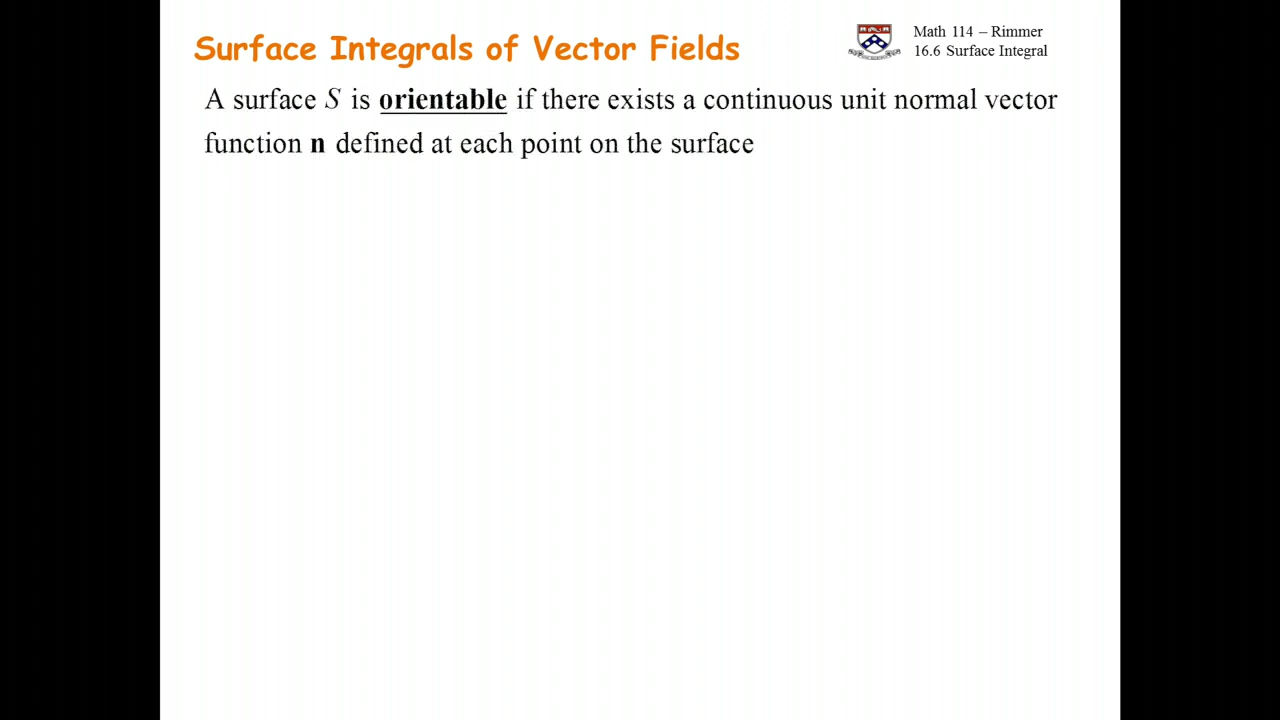 Surface Integrals of Vector Fields
Math 114 – Rimmer
16.6 Surface Integral
A surface S is orientable if there exists a continuous unit normal vector
function n defined at each point on the surface